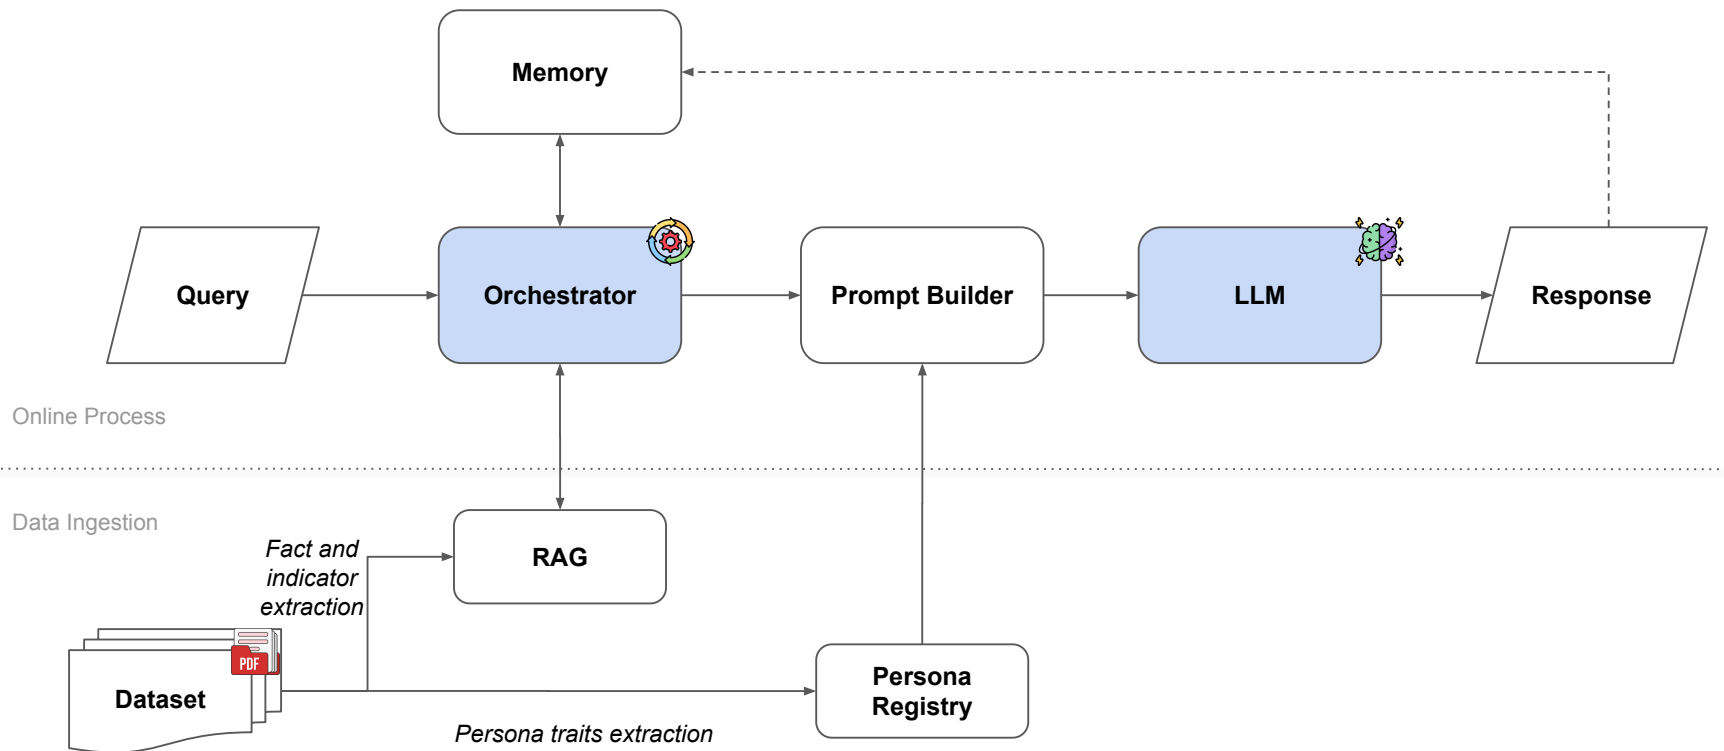 Memory
Query
Orchestrator
Prompt Builder
LLM
Response
Online Process
Data Ingestion
Fact and
indicator
extraction
RAG
PDF
Dataset
Persona
Registry
Persona traits extraction